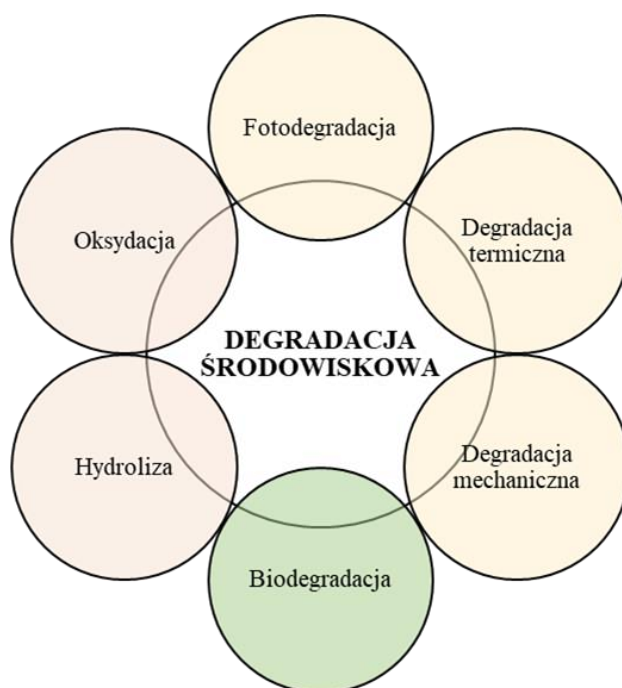 Fotodegradacja
Oksydacja
Degradacja
termiczna
DEGRADACJA
ŚRODOWISKOWA
Hydroliza
Degradacja
mechaniczna
Biodegradacja